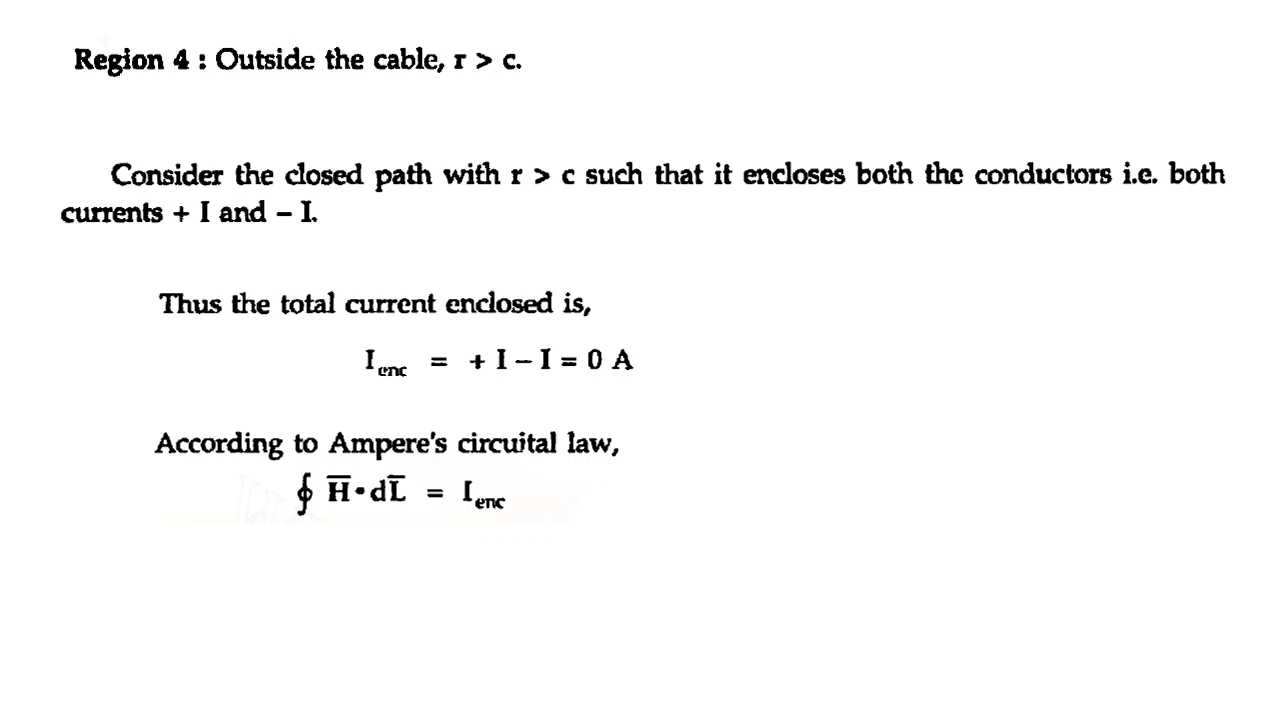 Region 4 : Outside the cable, r > c.
Consider the closed path with r > c such that it encloses both the conductors i.e. both
currents + I and – I.
Thus the total current enclosed is,
I_enc = + I – I = 0 A
According to Ampere's circuital law,
∮ H̅ • dL̅ = I_enc